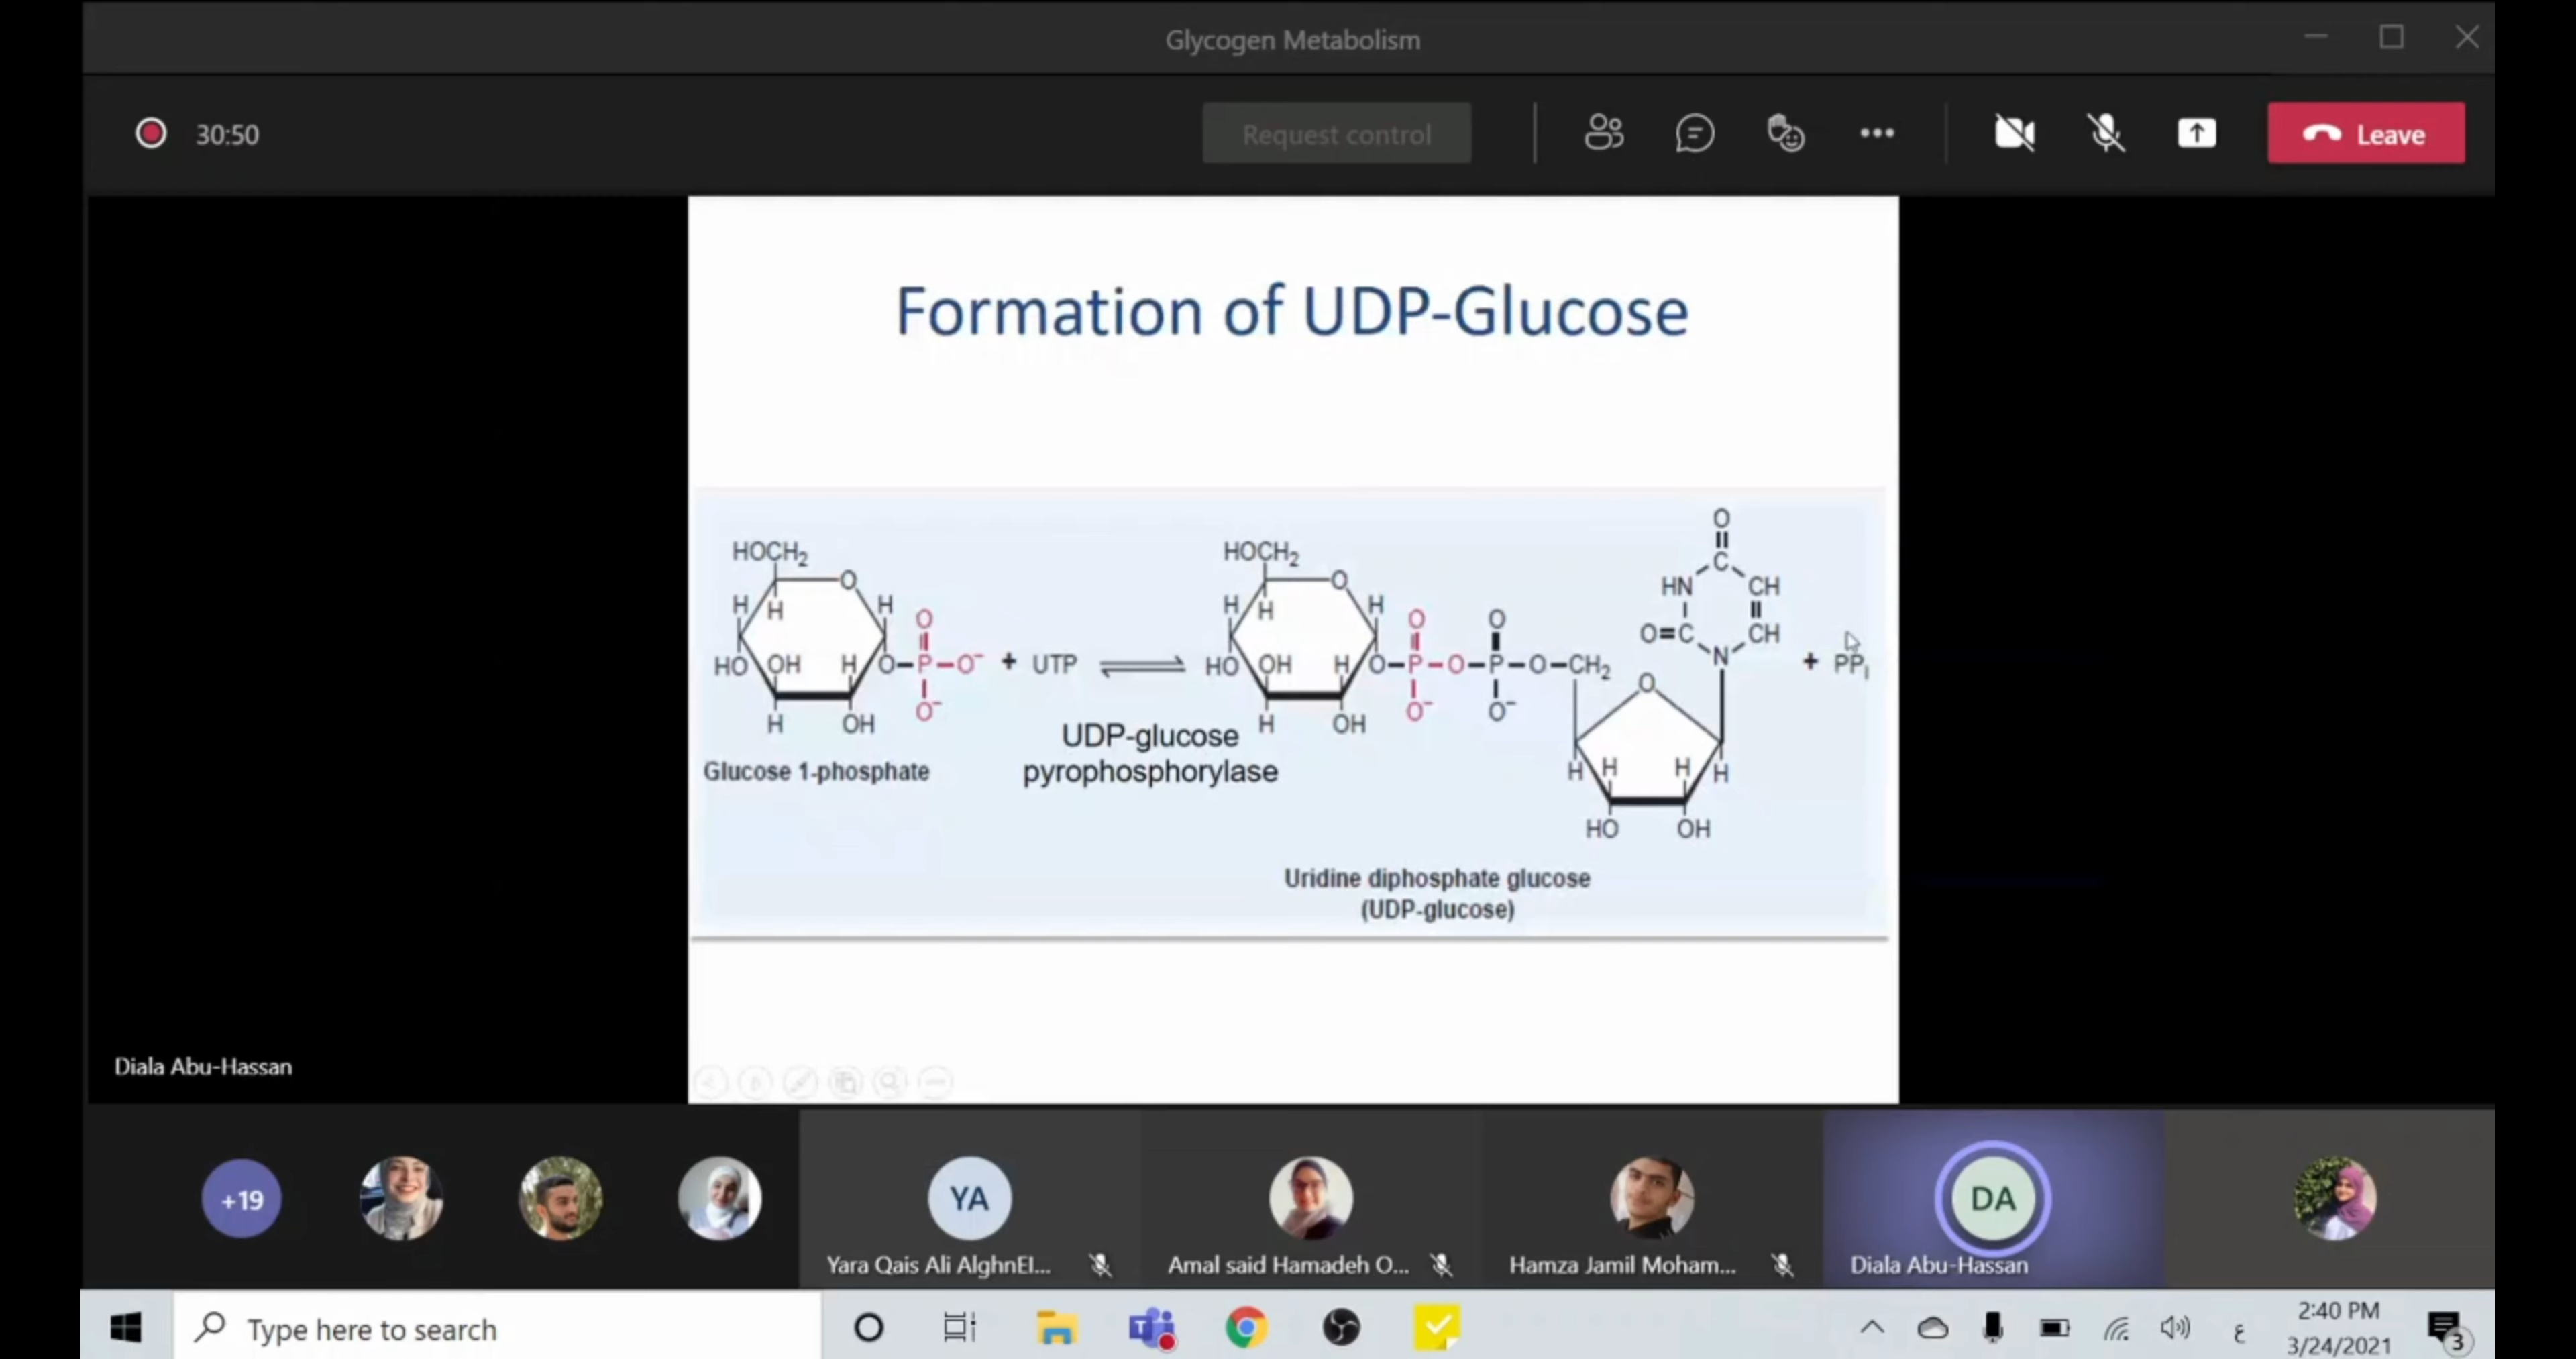 Glycogen Metabolism
30:50
Request control
Leave
Formation of UDP-Glucose
HOCH2
O
H
H
H
HO
OH
H
OH
H
O–P–O⁻
O
O⁻
+ UTP
HOCH2
O
H
H
H
HO
OH
H
OH
H
O–P–O–P–O–CH2
O
O⁻
O
O⁻
O
C
HN
CH
O=C
CH
N
O
H
H
H
H
HO
OH
+ PPi
UDP-glucose
pyrophosphorylase
Glucose 1-phosphate
Uridine diphosphate glucose
(UDP-glucose)
Diala Abu-Hassan
+19
YA
DA
Yara Qais Ali AlghnEI...
Amal said Hamadeh O...
Hamza Jamil Moham...
Diala Abu-Hassan
Type here to search
ع
2:40 PM
3/24/2021
3